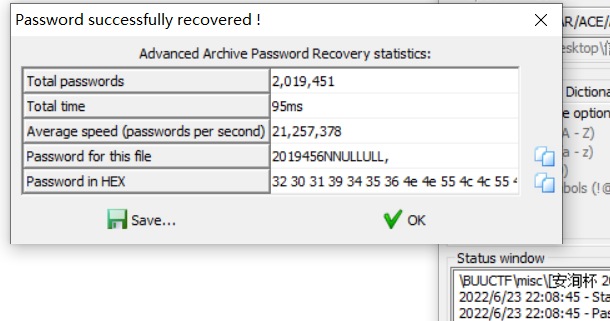 Password successfully recovered !
Advanced Archive Password Recovery statistics:
Total passwords 2,019,451
Total time 95ms
Average speed (passwords per second) 21,257,378
Password for this file 2019456NNULLULL,
Password in HEX 32 30 31 39 34 35 36 4e 4e 55 4c 4c 55 4
Save...
OK
AR/ACE/
esktop\[
Dictiona
e option
A - Z)
a - z)
)
bols (!@
Status window
\BUUCTF\misc\[安洵杯 20
2022/6/23 22:08:45 - Sta
2022/6/23 22:08:45 - Pas